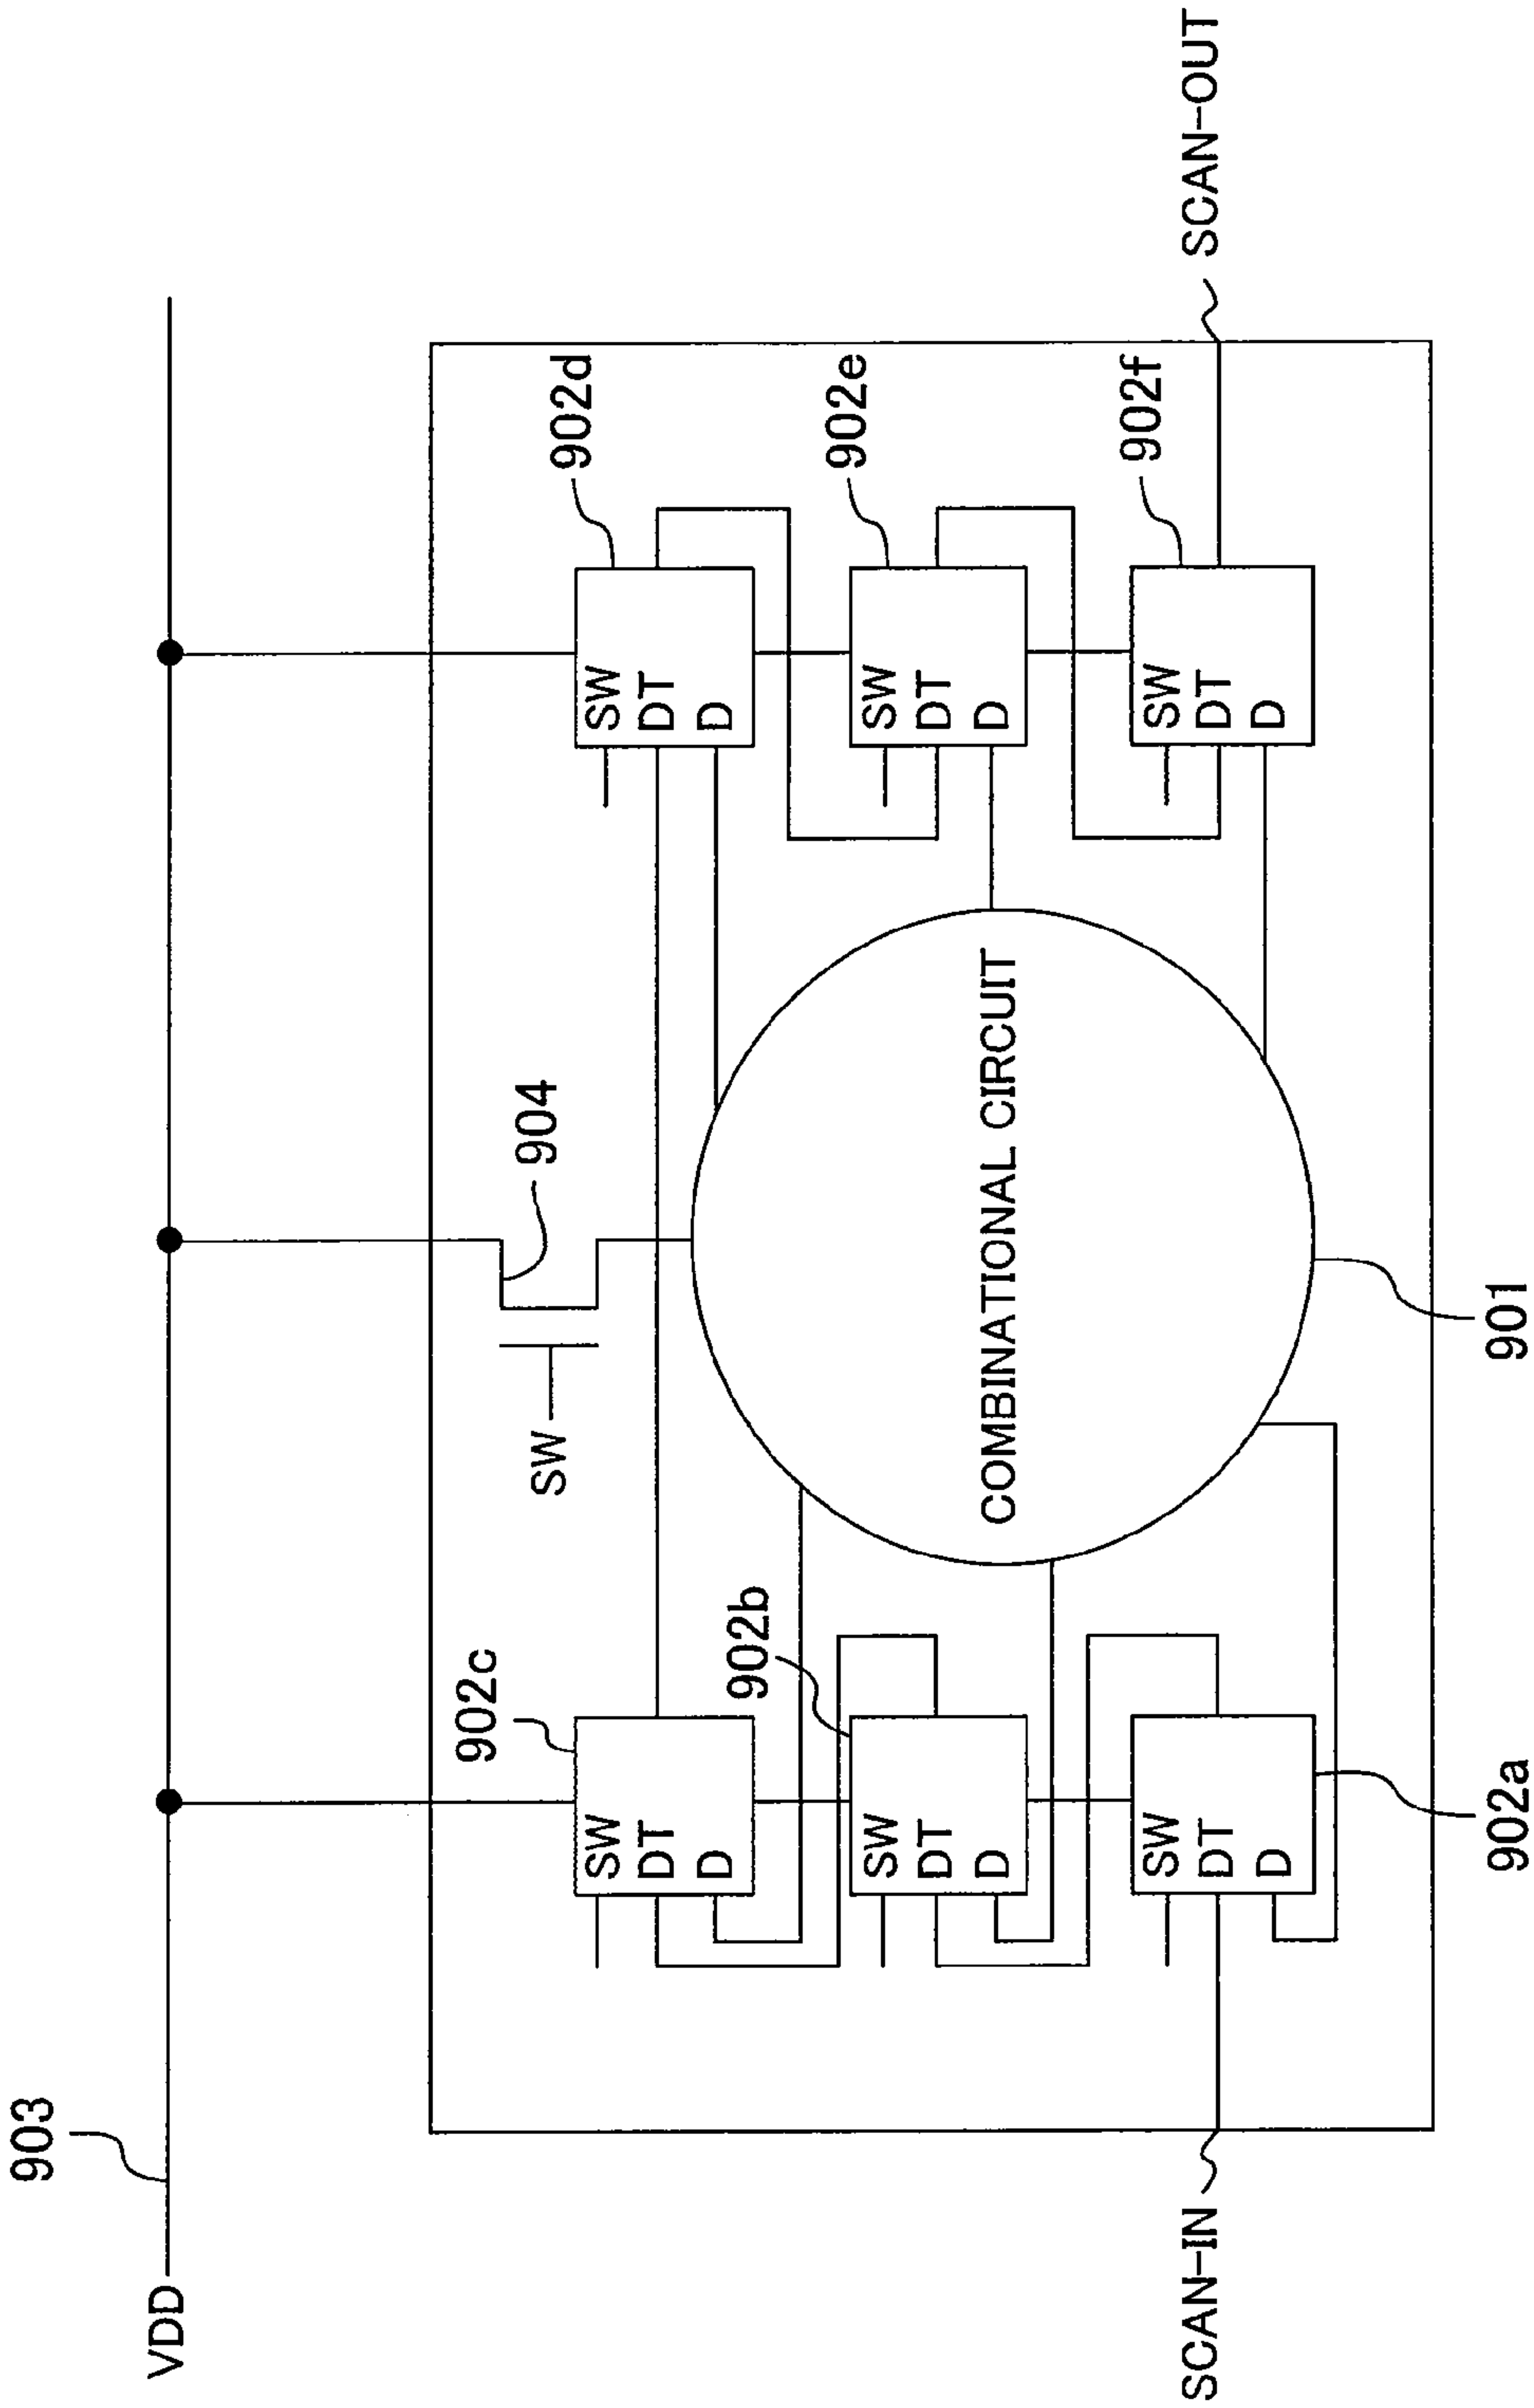 903
VDD
902c
SW
DT
D
902b
SW
DT
D
SW
DT
D
902a
SCAN-IN
SW
904
COMBINATIONAL CIRCUIT
901
902d
SW
DT
D
902e
SW
DT
D
902f
SW
DT
D
SCAN-OUT